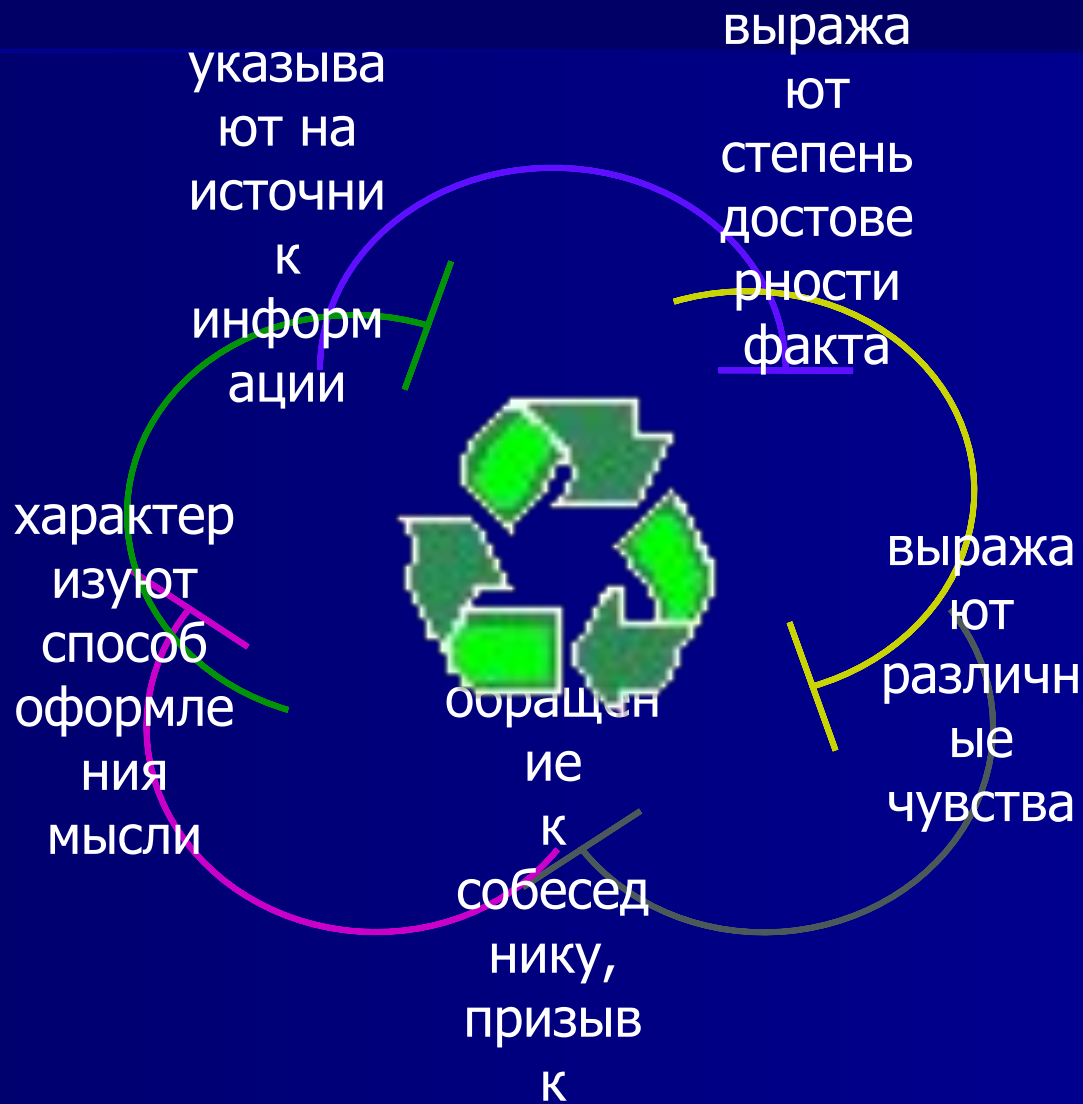 указыва
ют на
источни
к
информ
ации
выража
ют
степень
достове
рности
факта
выража
ют
различн
ые
чувства
обращен
ие
к
собесед
нику,
призыв
к
характер
изуют
способ
оформле
ния
мысли